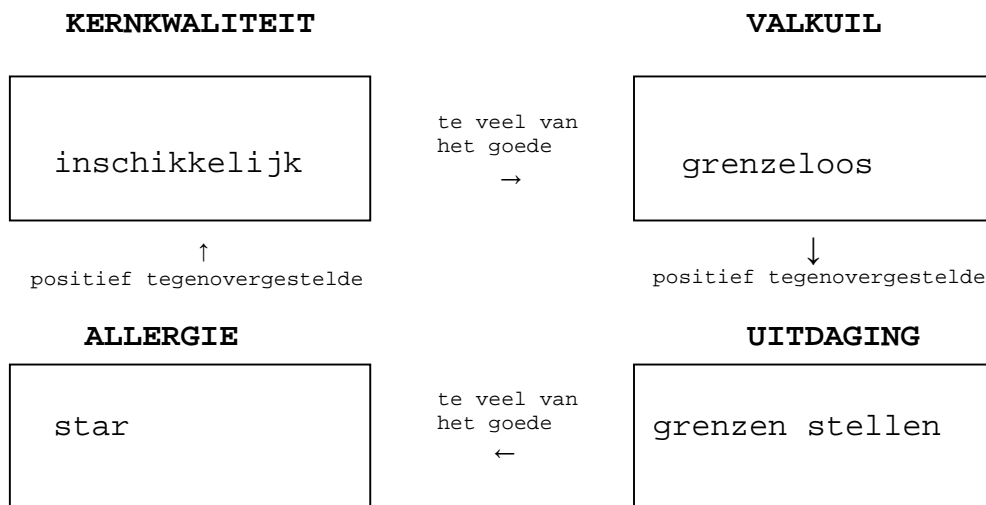 KERNKWALITEIT
VALKUIL
inschikkelijk
te veel van
het goede
→
grenzeloos
↑
positief tegenovergestelde
↓
positief tegenovergestelde
ALLERGIE
UITDAGING
star
te veel van
het goede
←
grenzen stellen